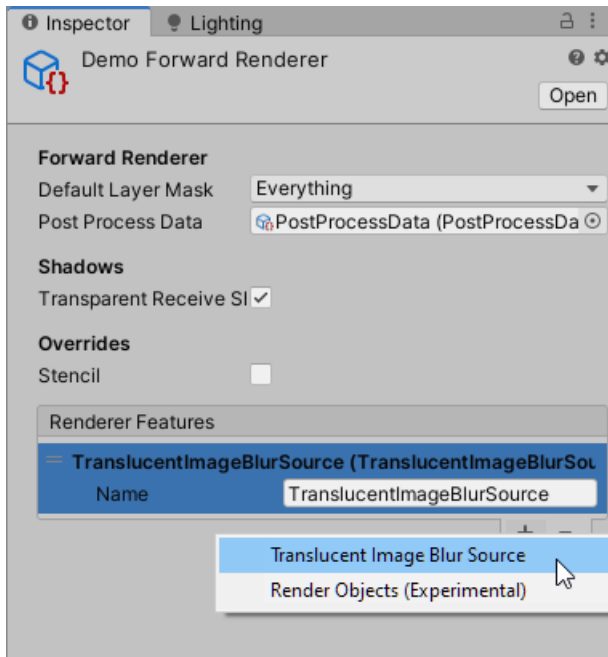 Inspector
Lighting
Demo Forward Renderer
Open
Forward Renderer
Default Layer Mask
Everything
Post Process Data
PostProcessData (PostProcessDa
Shadows
Transparent Receive SI
Overrides
Stencil
Renderer Features
TranslucentImageBlurSource (TranslucentImageBlurSou
Name
TranslucentImageBlurSource
Translucent Image Blur Source
Render Objects (Experimental)